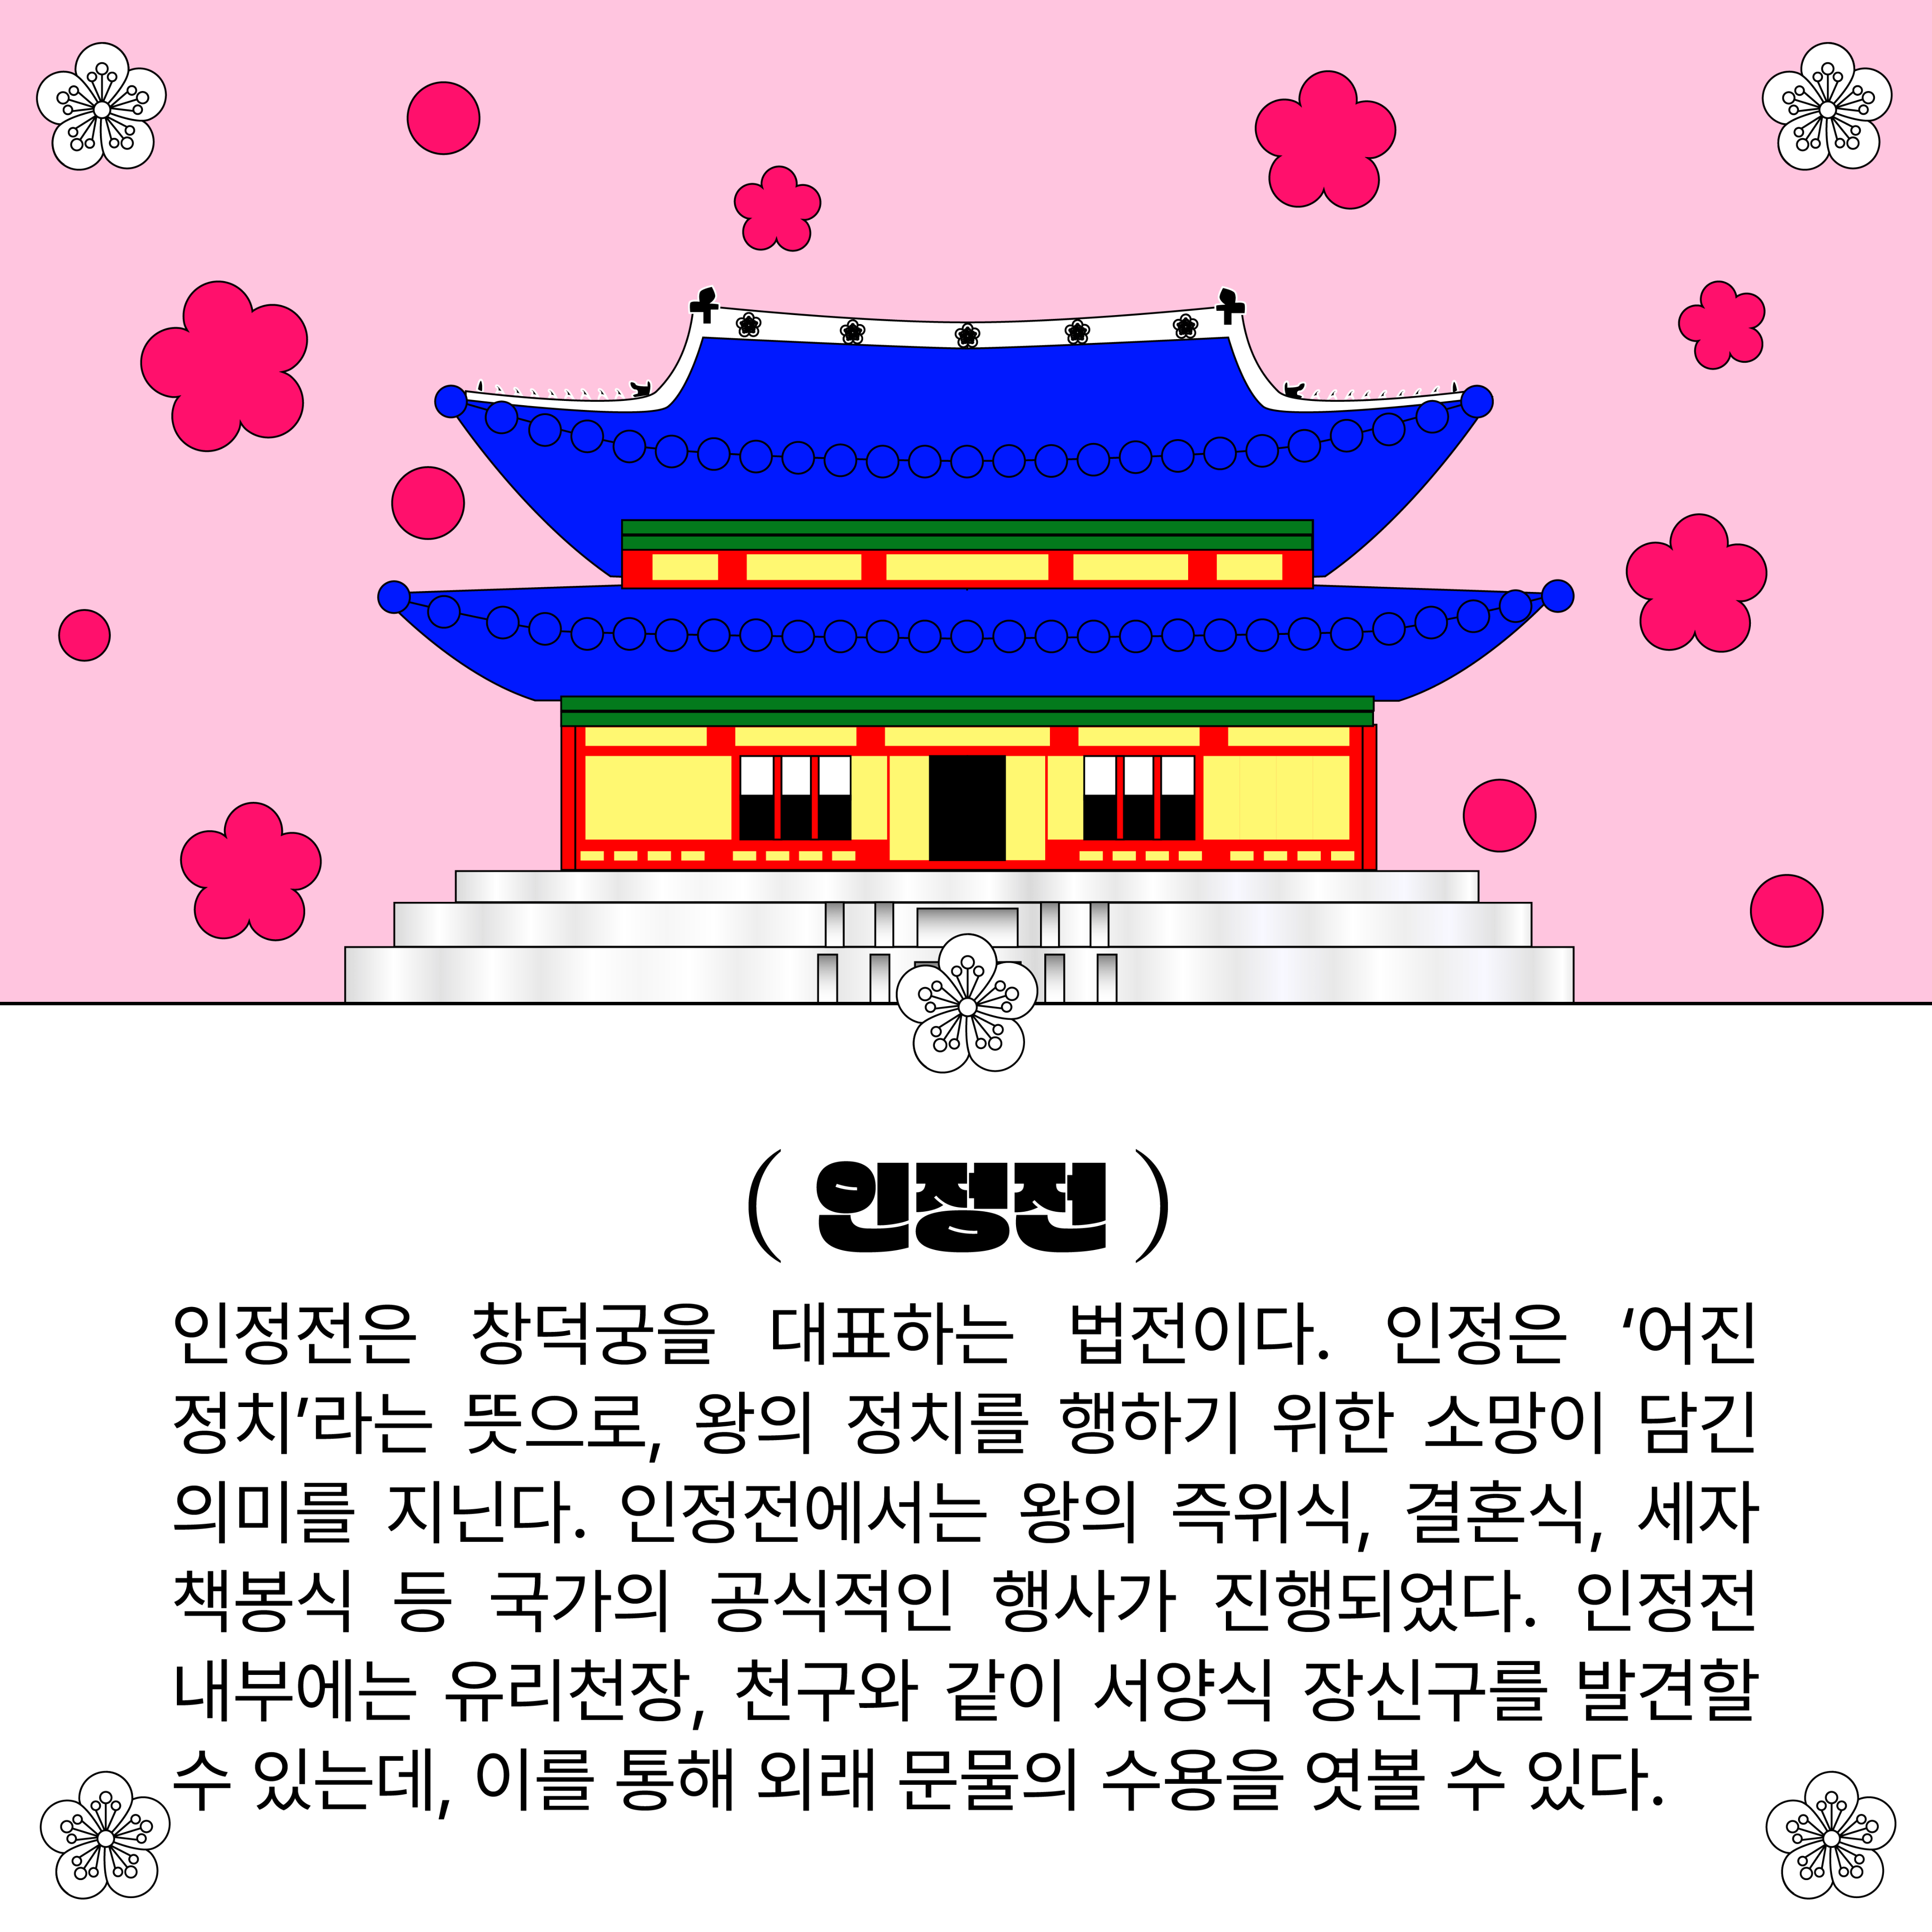 ( 인정전 )
인정전은 창덕궁을 대표하는 법전이다. 인정은 ‘어진
정치’라는 뜻으로, 왕의 정치를 행하기 위한 소망이 담긴
의미를 지닌다. 인정전에서는 왕의 즉위식, 결혼식, 세자
책봉식 등 국가의 공식적인 행사가 진행되었다. 인정전
내부에는 유리천장, 전구와 같이 서양식 장신구를 발견할
수 있는데, 이를 통해 외래 문물의 수용을 엿볼 수 있다.